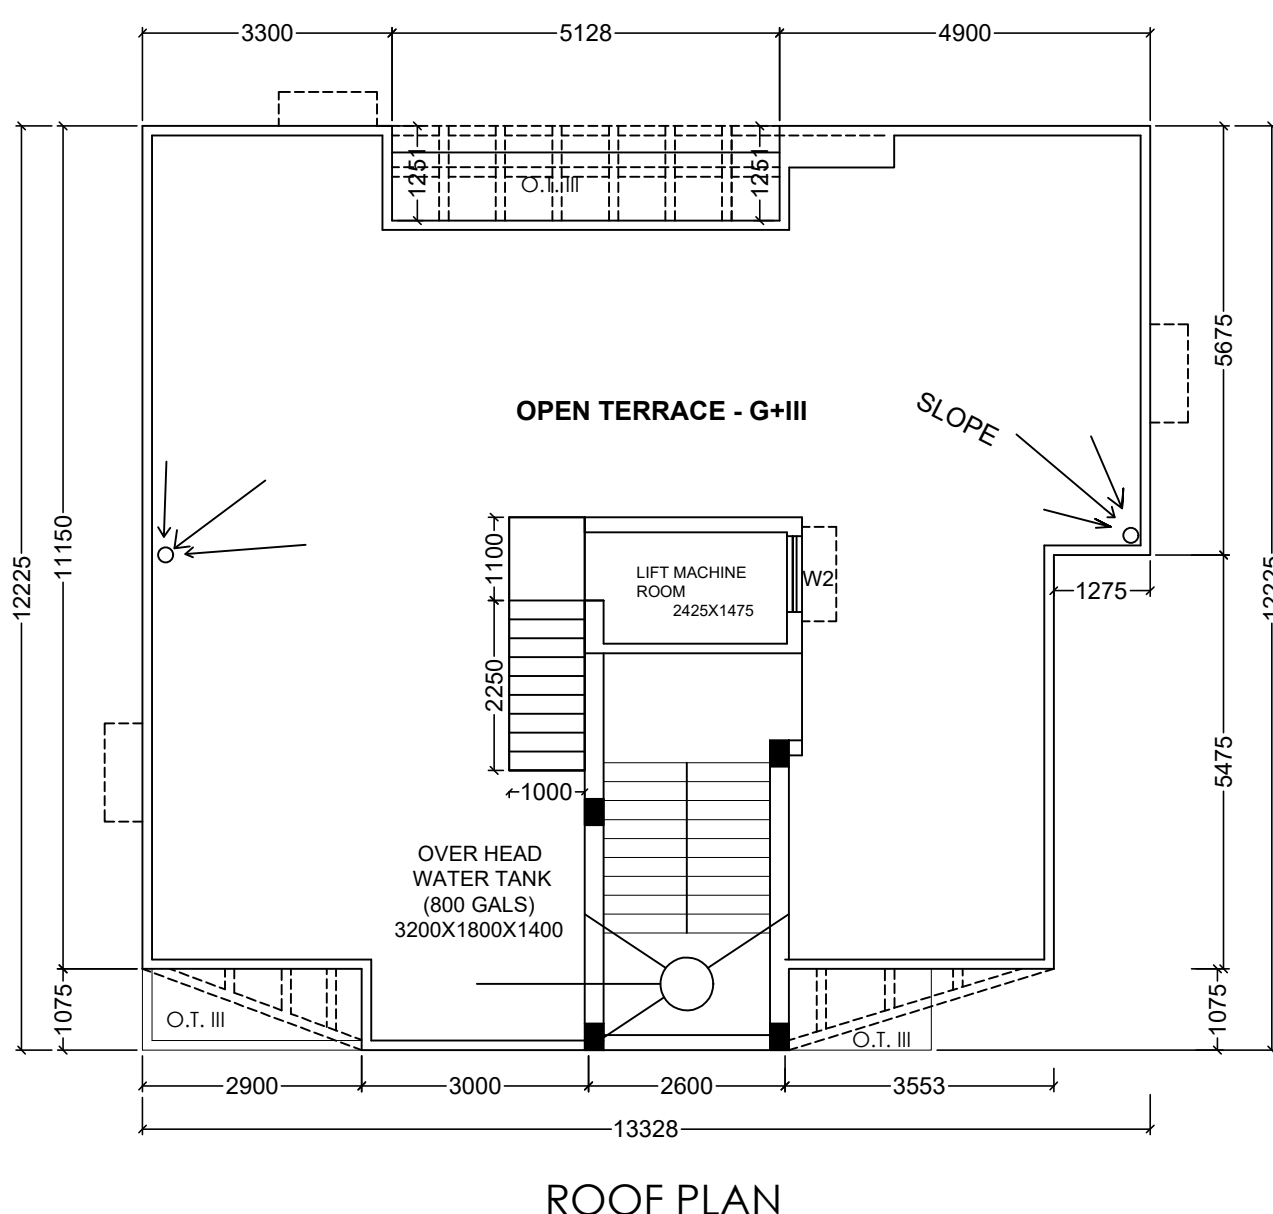 3300
5128
4900
1251
1251
O.T. III
5675
OPEN TERRACE - G+III
SLOPE
12225
11150
12225
1100
LIFT MACHINE
ROOM
2425X1475
W2
1275
2250
1000
5475
OVER HEAD
WATER TANK
(800 GALS)
3200X1800X1400
1075
O.T. III
O.T. III
1075
2900
3000
2600
3553
13328
ROOF PLAN